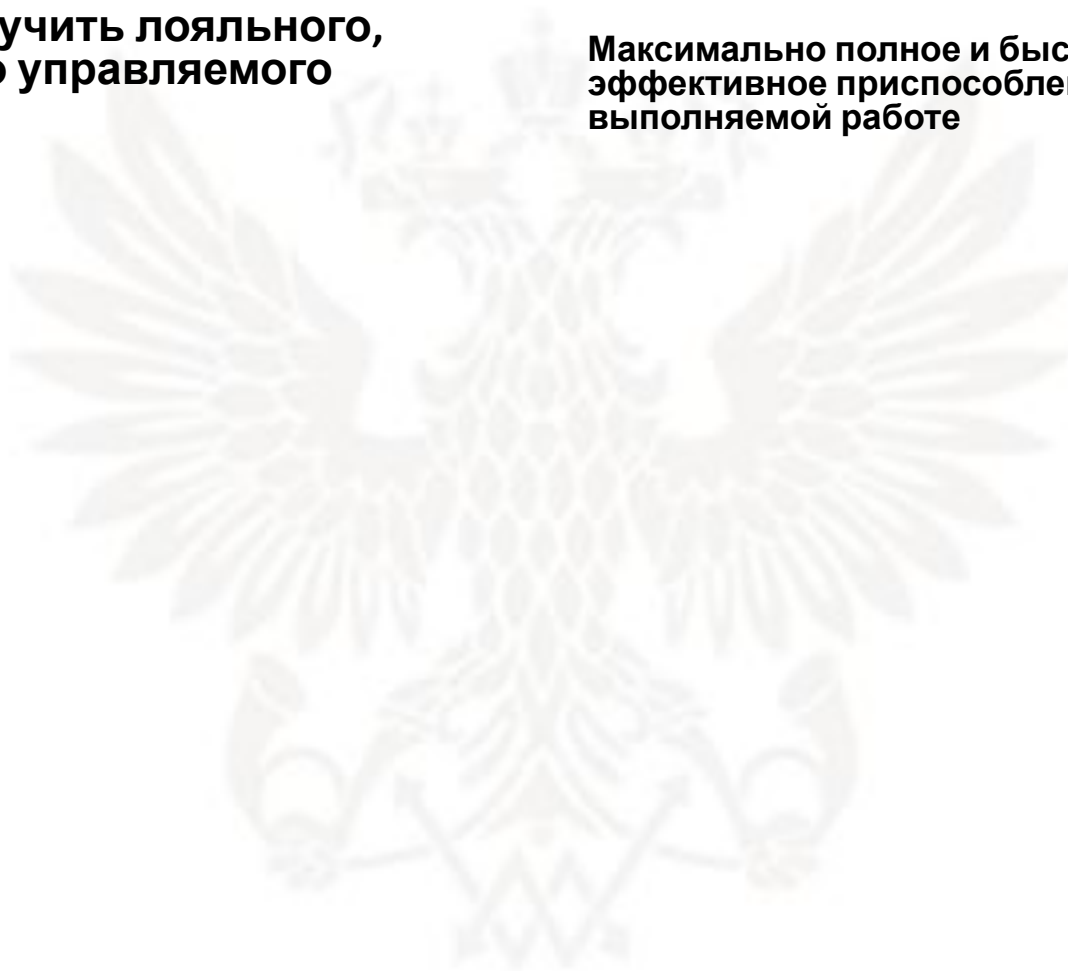 учить лояльного,
о управляемого
Максимально полное и быс
эффективное приспособле
выполняемой работе